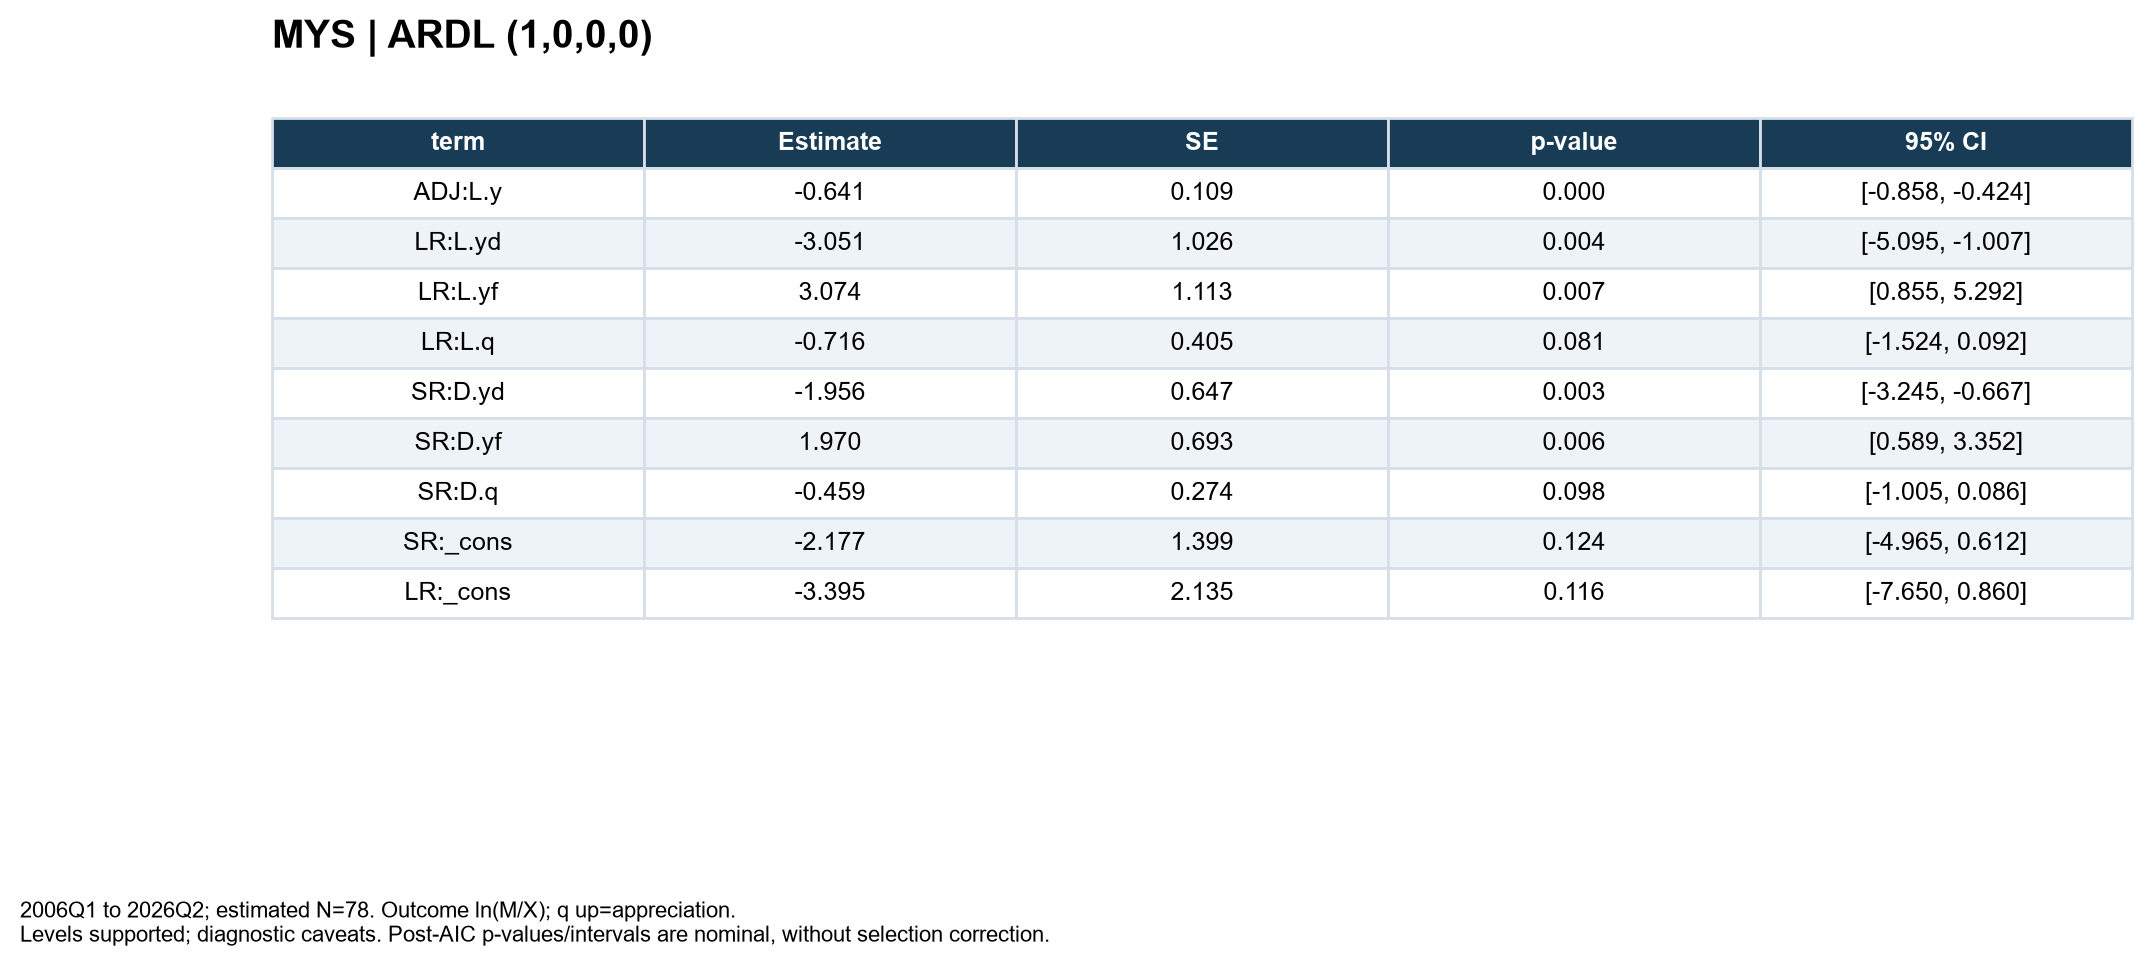 MYS | ARDL (1,0,0,0)
term Estimate SE p-value 95% CI
ADJ:L.y -0.641 0.109 0.000 [-0.858, -0.424]
LR:L.yd -3.051 1.026 0.004 [-5.095, -1.007]
LR:L.yf 3.074 1.113 0.007 [0.855, 5.292]
LR:L.q -0.716 0.405 0.081 [-1.524, 0.092]
SR:D.yd -1.956 0.647 0.003 [-3.245, -0.667]
SR:D.yf 1.970 0.693 0.006 [0.589, 3.352]
SR:D.q -0.459 0.274 0.098 [-1.005, 0.086]
SR:_cons -2.177 1.399 0.124 [-4.965, 0.612]
LR:_cons -3.395 2.135 0.116 [-7.650, 0.860]
2006Q1 to 2026Q2; estimated N=78. Outcome ln(M/X); q up=appreciation.
Levels supported; diagnostic caveats. Post-AIC p-values/intervals are nominal, without selection correction.